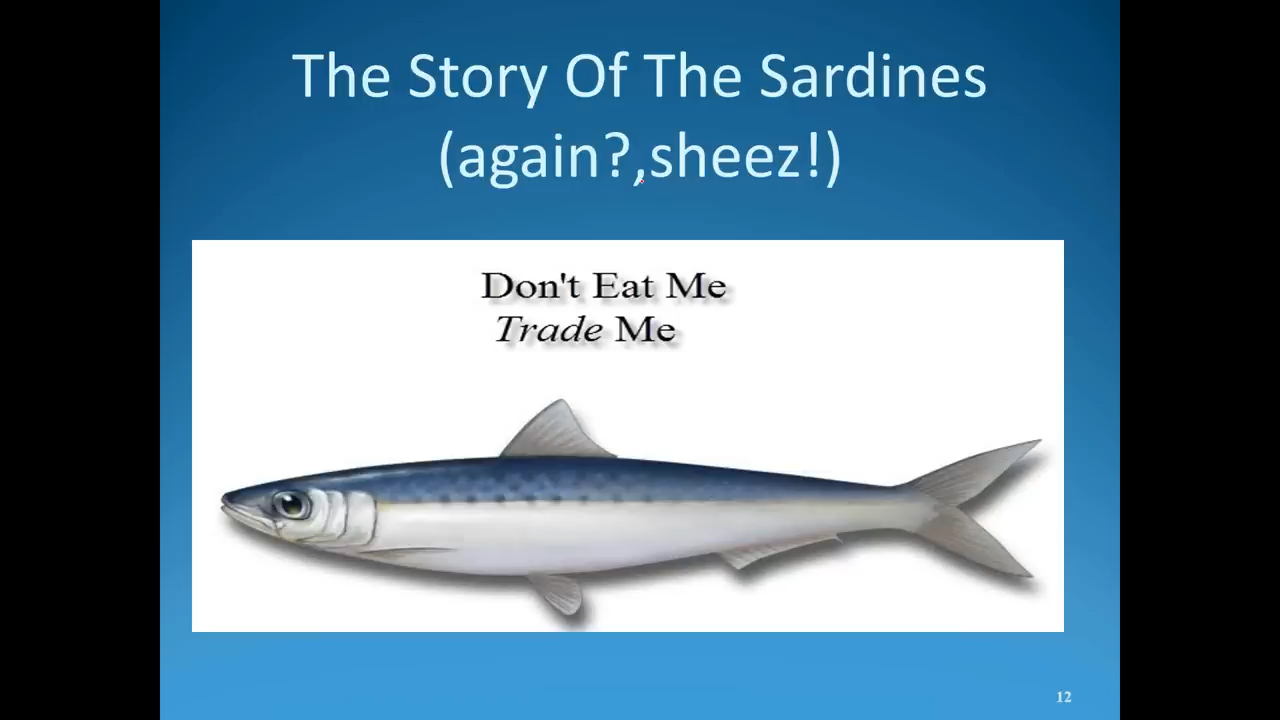 The Story Of The Sardines
(again?,sheez!)
Don't Eat Me
Trade Me
12